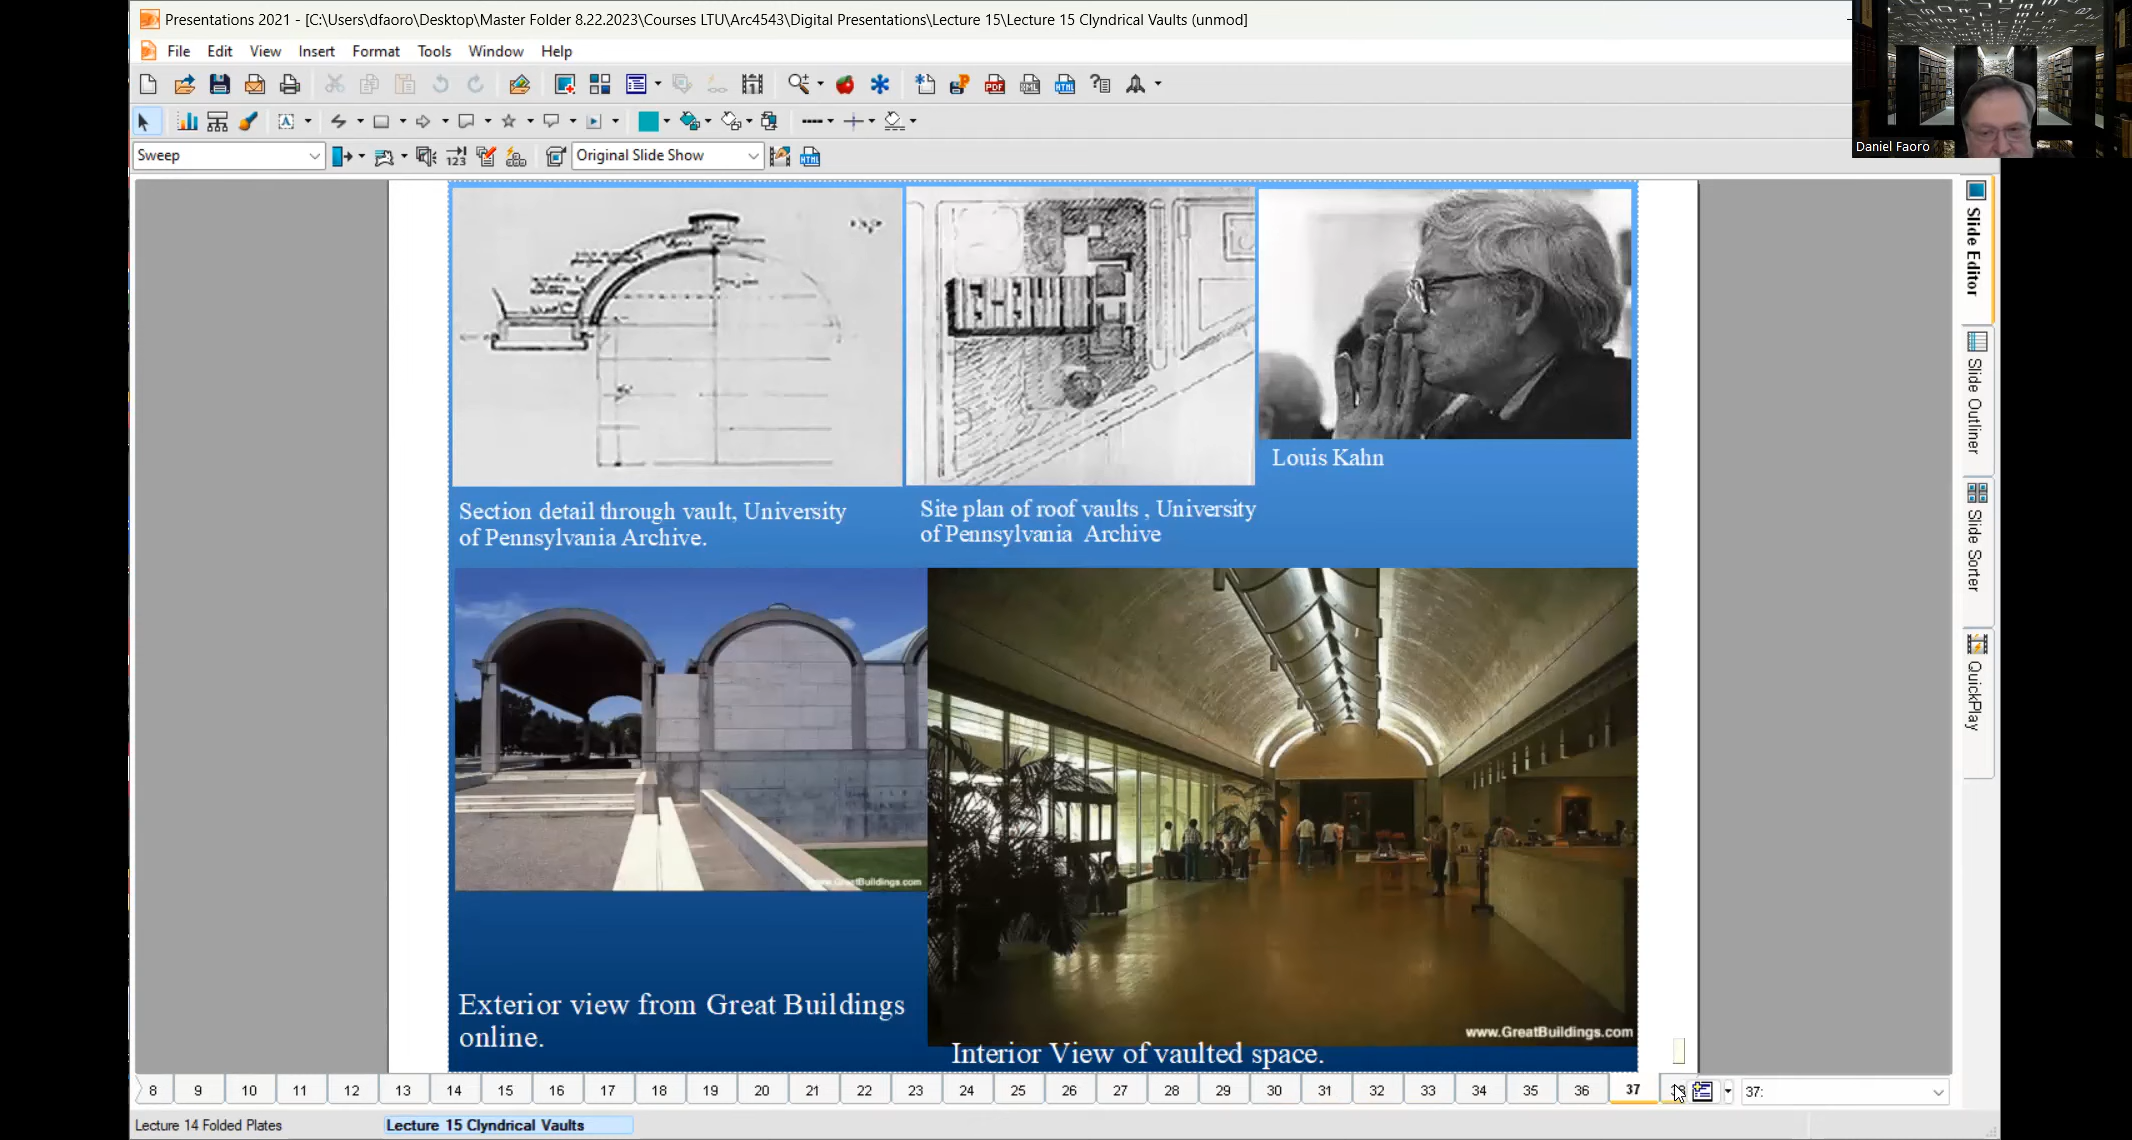 Presentations 2021 - [C:\Users\dfaoro\Desktop\Master Folder 8.22.2023\Courses LTU\Arc4543\Digital Presentations\Lecture 15\Lecture 15 Clyndrical Vaults (unmod]
File Edit View Insert Format Tools Window Help
Daniel Faoro
Sweep
Original Slide Show
Slide Editor
Slide Outliner
Slide Sorter
QuickPlay
Louis Kahn
Section detail through vault, University
of Pennsylvania Archive.
Site plan of roof vaults , University
of Pennsylvania Archive
www.GreatBuildings.com
Exterior view from Great Buildings
online.
www.GreatBuildings.com
Interior View of vaulted space.
8 9 10 11 12 13 14 15 16 17 18 19 20 21 22 23 24 25 26 27 28 29 30 31 32 33 34 35 36 37
37:
Lecture 14 Folded Plates
Lecture 15 Clyndrical Vaults